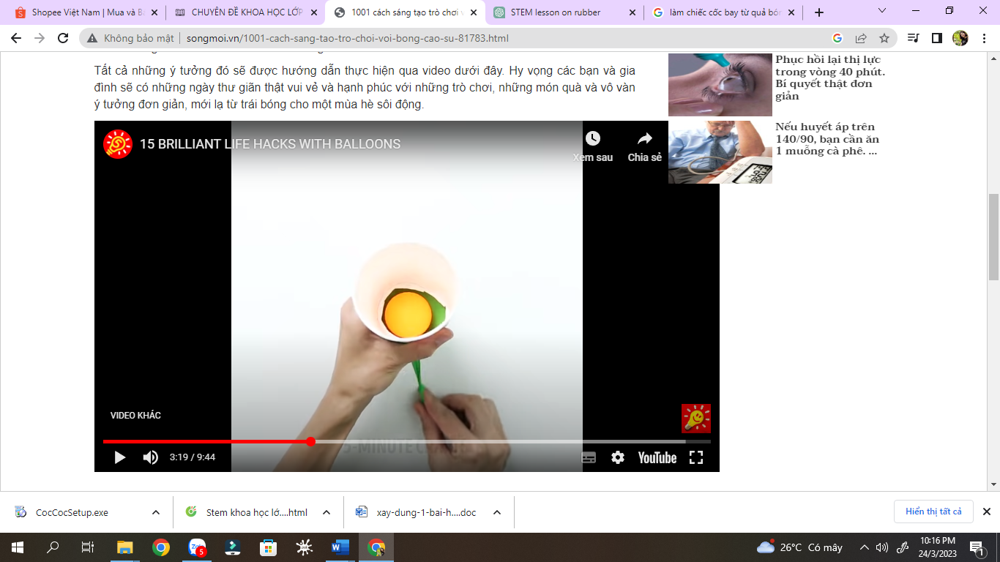 Shopee Việt Nam | Mua và Bá
CHUYÊN ĐỀ KHOA HỌC LỚP
1001 cách sáng tạo trò chơi v
STEM lesson on rubber
làm chiếc cốc bay từ quả bón
Không bảo mật | songmoi.vn/1001-cach-sang-tao-tro-choi-voi-bong-cao-su-81783.html
Tất cả những ý tưởng đó sẽ được hướng dẫn thực hiện qua video dưới đây. Hy vọng các bạn và gia
đình sẽ có những ngày thư giãn thật vui vẻ và hạnh phúc với những trò chơi, những món quà và vô vàn
ý tưởng đơn giản, mới lạ từ trái bóng cho một mùa hè sôi động.
Phục hồi lại thị lực
trong vòng 40 phút.
Bí quyết thật đơn
giản
Nếu huyết áp trên
140/90, bạn cần ăn
1 muỗng cà phê. ...
15 BRILLIANT LIFE HACKS WITH BALLOONS
Xem sau
Chia sẻ
VIDEO KHÁC
3:19 / 9:44
YouTube
CocCocSetup.exe
Stem khoa học lớ....html
xay-dung-1-bai-h....doc
Hiển thị tất cả
Zalo
5
26°C Có mây
10:16 PM
24/3/2023
1